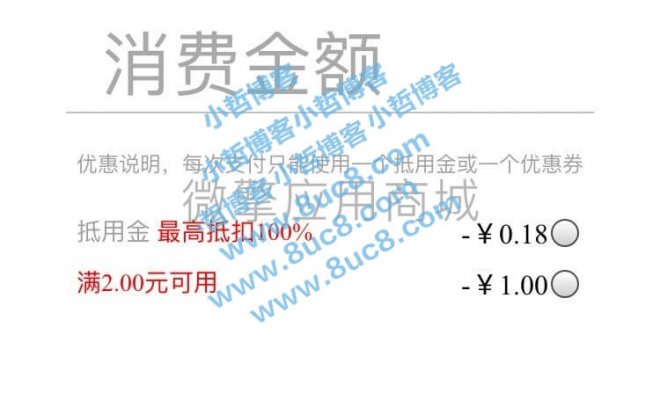 消费金额
小哲博客小哲博客小哲博客
优惠说明，每次支付只能使用一个抵用金或一个优惠券
微擎应用商城
抵用金 最高抵扣100% -￥0.18
满2.00元可用 -￥1.00
小哲博客小哲博客小哲博客
www.8uc8.com
www.8uc8.com
www.8uc8.com